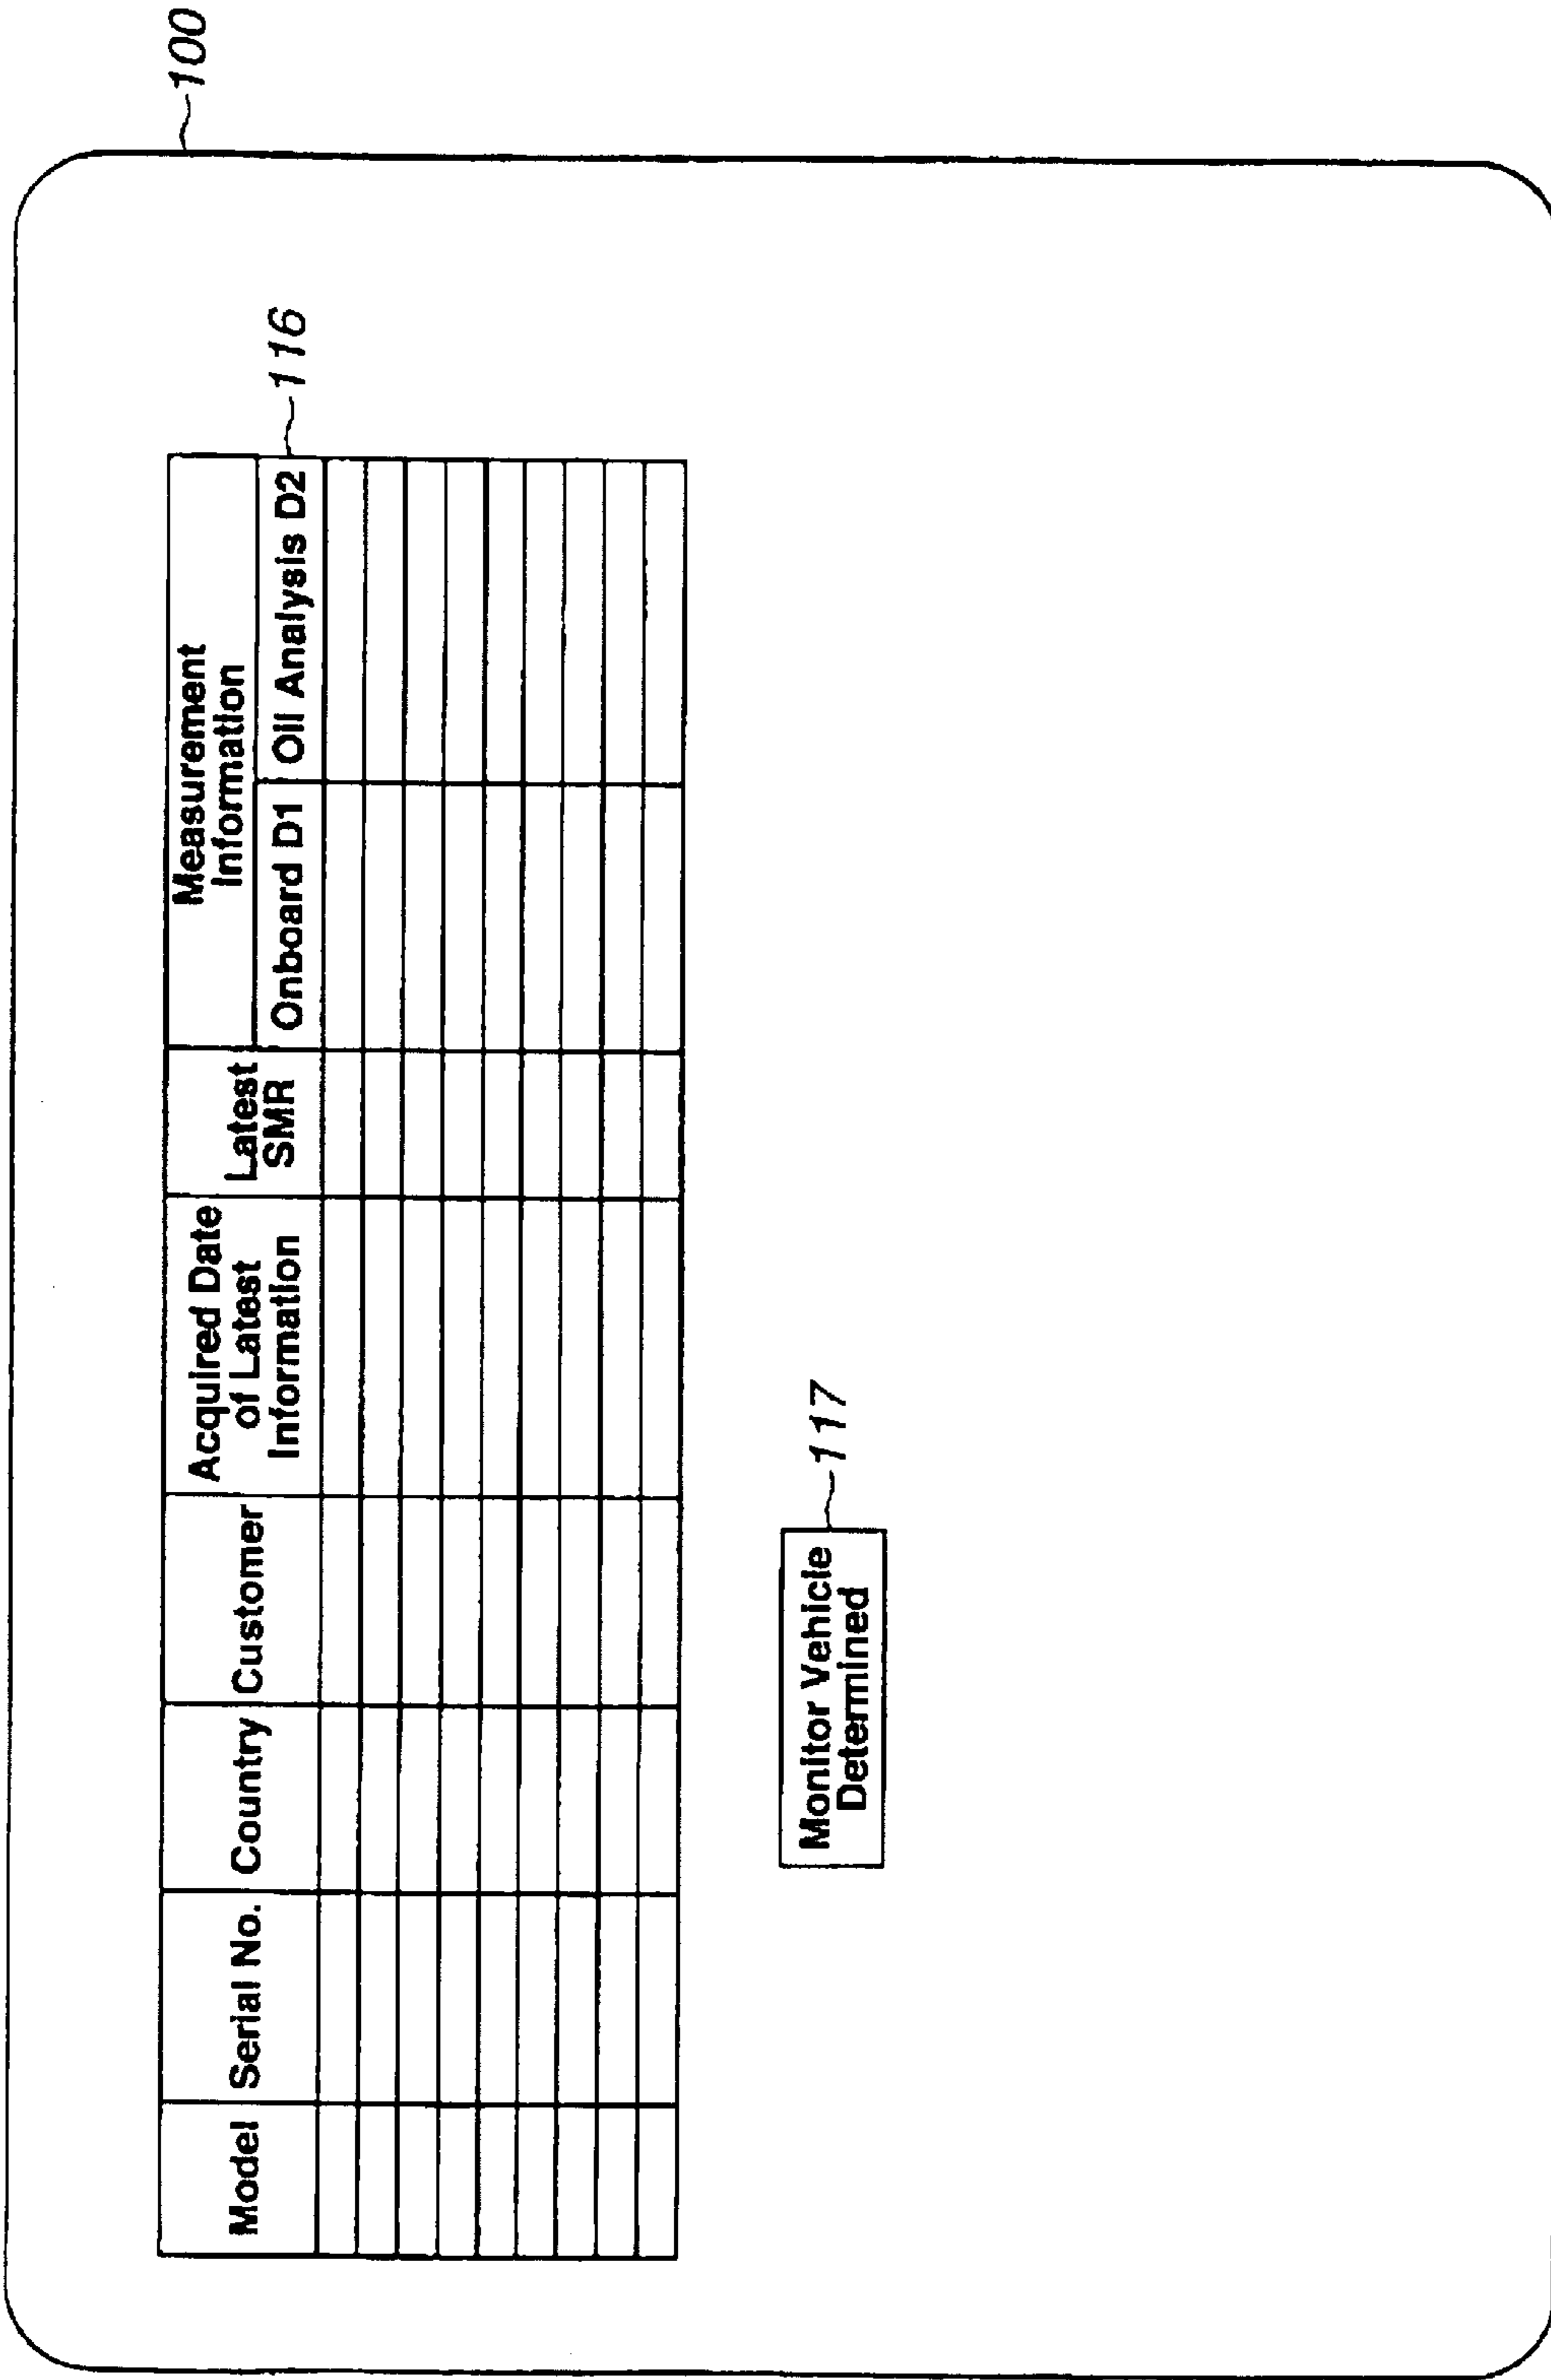 100
116
Measurement
Information
Model
Serial No.
Country
Customer
Acquired Date
of Latest
Information
Latest
SMR
Onboard D1
Oil Analysis D2
Monitor Vehicle
Determined
117